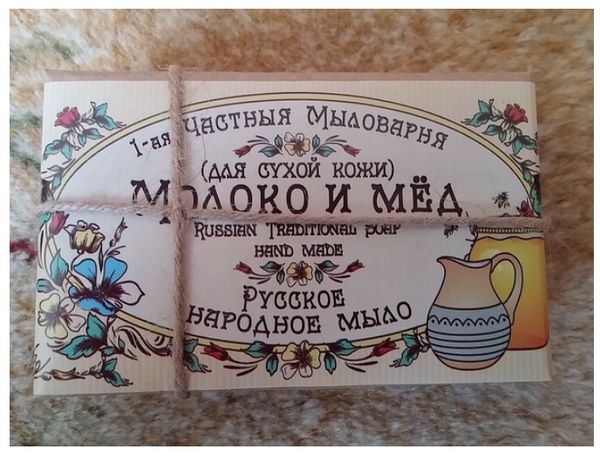 1-ая Частныя Мыловарня
(для сухой кожи)
Молоко и мёд
Russian Traditional Soap
hand made
Русское
народное мыло